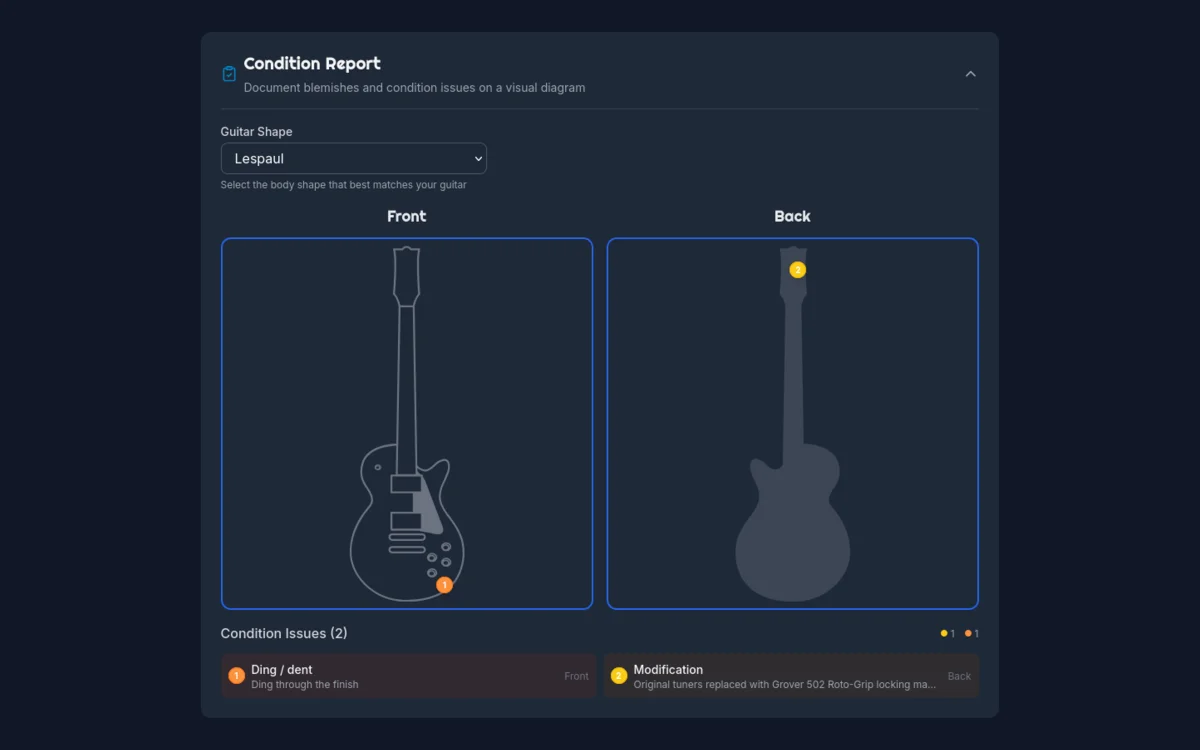 Condition Report
Document blemishes and condition issues on a visual diagram
Guitar Shape
Lespaul
Select the body shape that best matches your guitar
Front
Back
2
1
Condition Issues (2)
1 1
1
Ding / dent
Ding through the finish
Front
2
Modification
Original tuners replaced with Grover 502 Roto-Grip locking ma...
Back